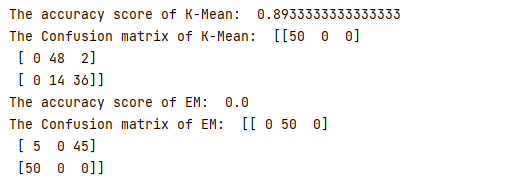 The accuracy score of K-Mean:  0.8933333333333333
The Confusion matrix of K-Mean:  [[50  0  0]
 [ 0 48  2]
 [ 0 14 36]]
The accuracy score of EM:  0.0
The Confusion matrix of EM:  [[ 0 50  0]
 [ 5  0 45]
 [50  0  0]]